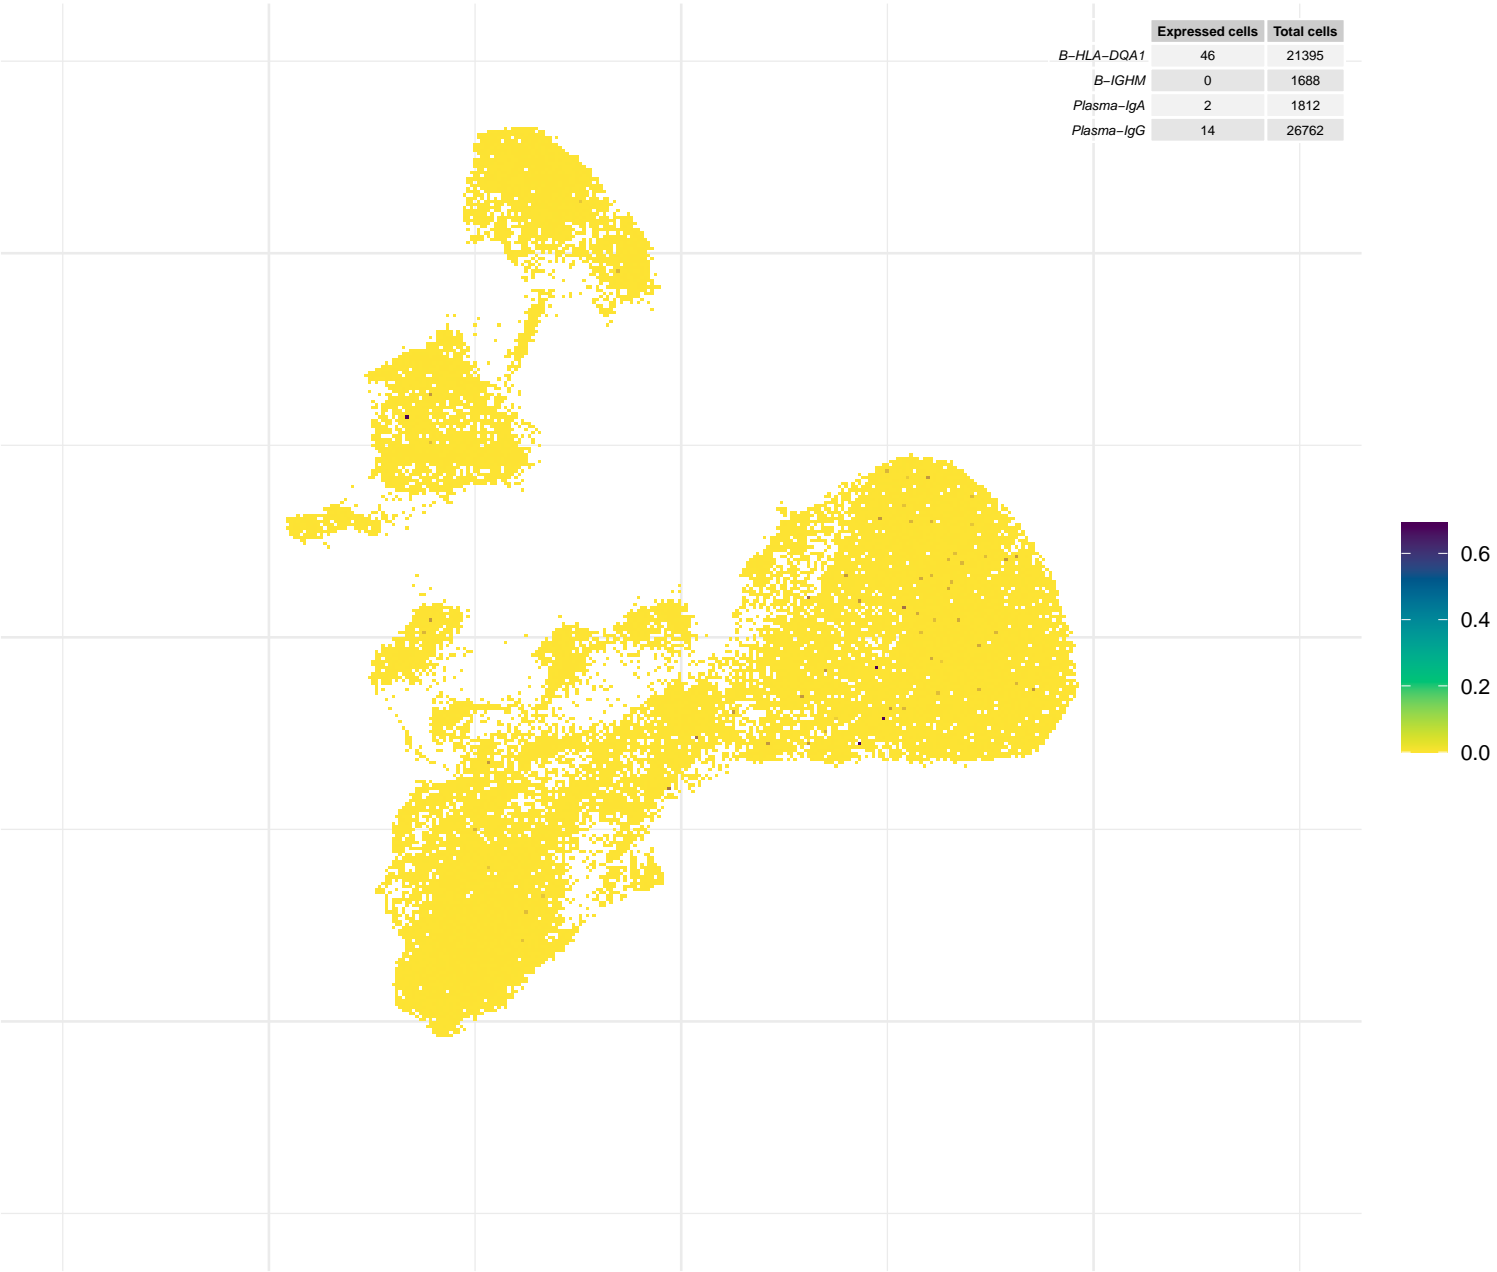 Expressed cells Total cells
B−HLA−DQA1 46 21395
B−IGHM 0 1688
Plasma−IgA 2 1812
Plasma−IgG 14 26762
0.6
0.4
0.2
0.0